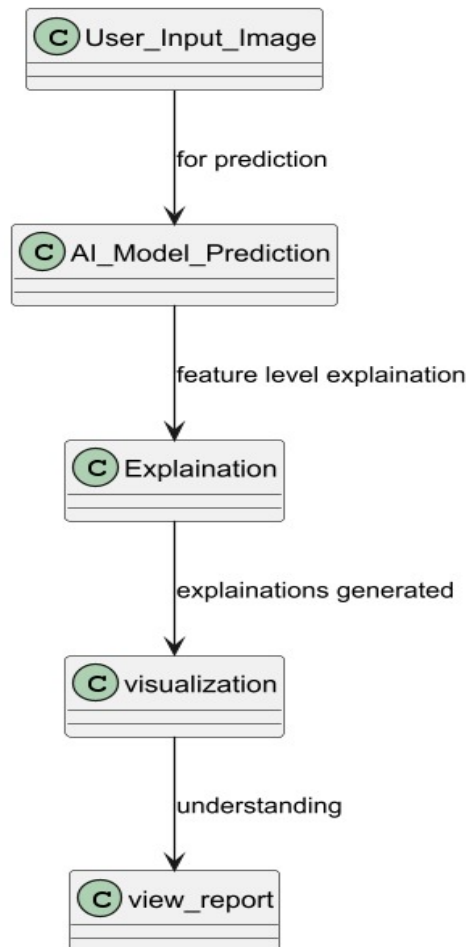 C User_Input_Image
for prediction
C AI_Model_Prediction
feature level explaination
C Explaination
explainations generated
C visualization
understanding
C view_report